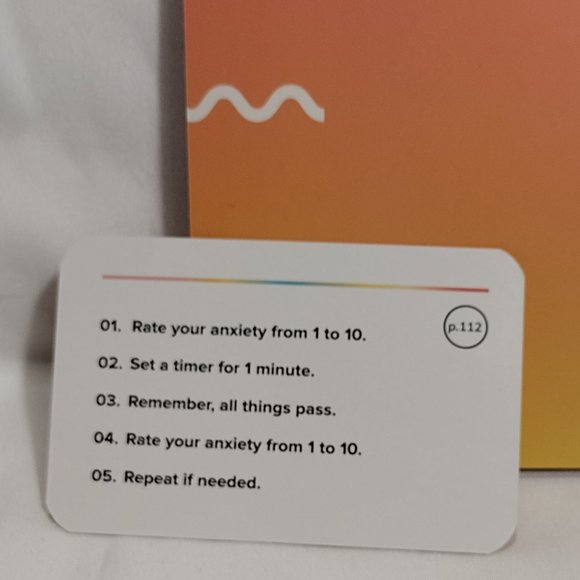 p.112
01. Rate your anxiety from 1 to 10.
02. Set a timer for 1 minute.
03. Remember, all things pass.
04. Rate your anxiety from 1 to 10.
05. Repeat if needed.